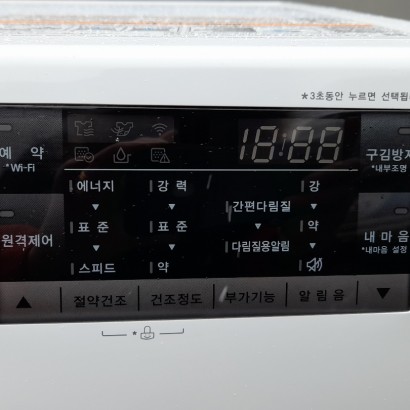 *3초동안 누르면 선택됩
예 약
*Wi-Fi
18:88
구김방지
*내부조명
에너지 강 력 강
간편다림질
표 준 표 준 약
다림질용알림
스피드 약
원격제어
내 마음
*내마음 설정
▲ 절약건조 건조정도 부가기능 알 림 음 ▼
*